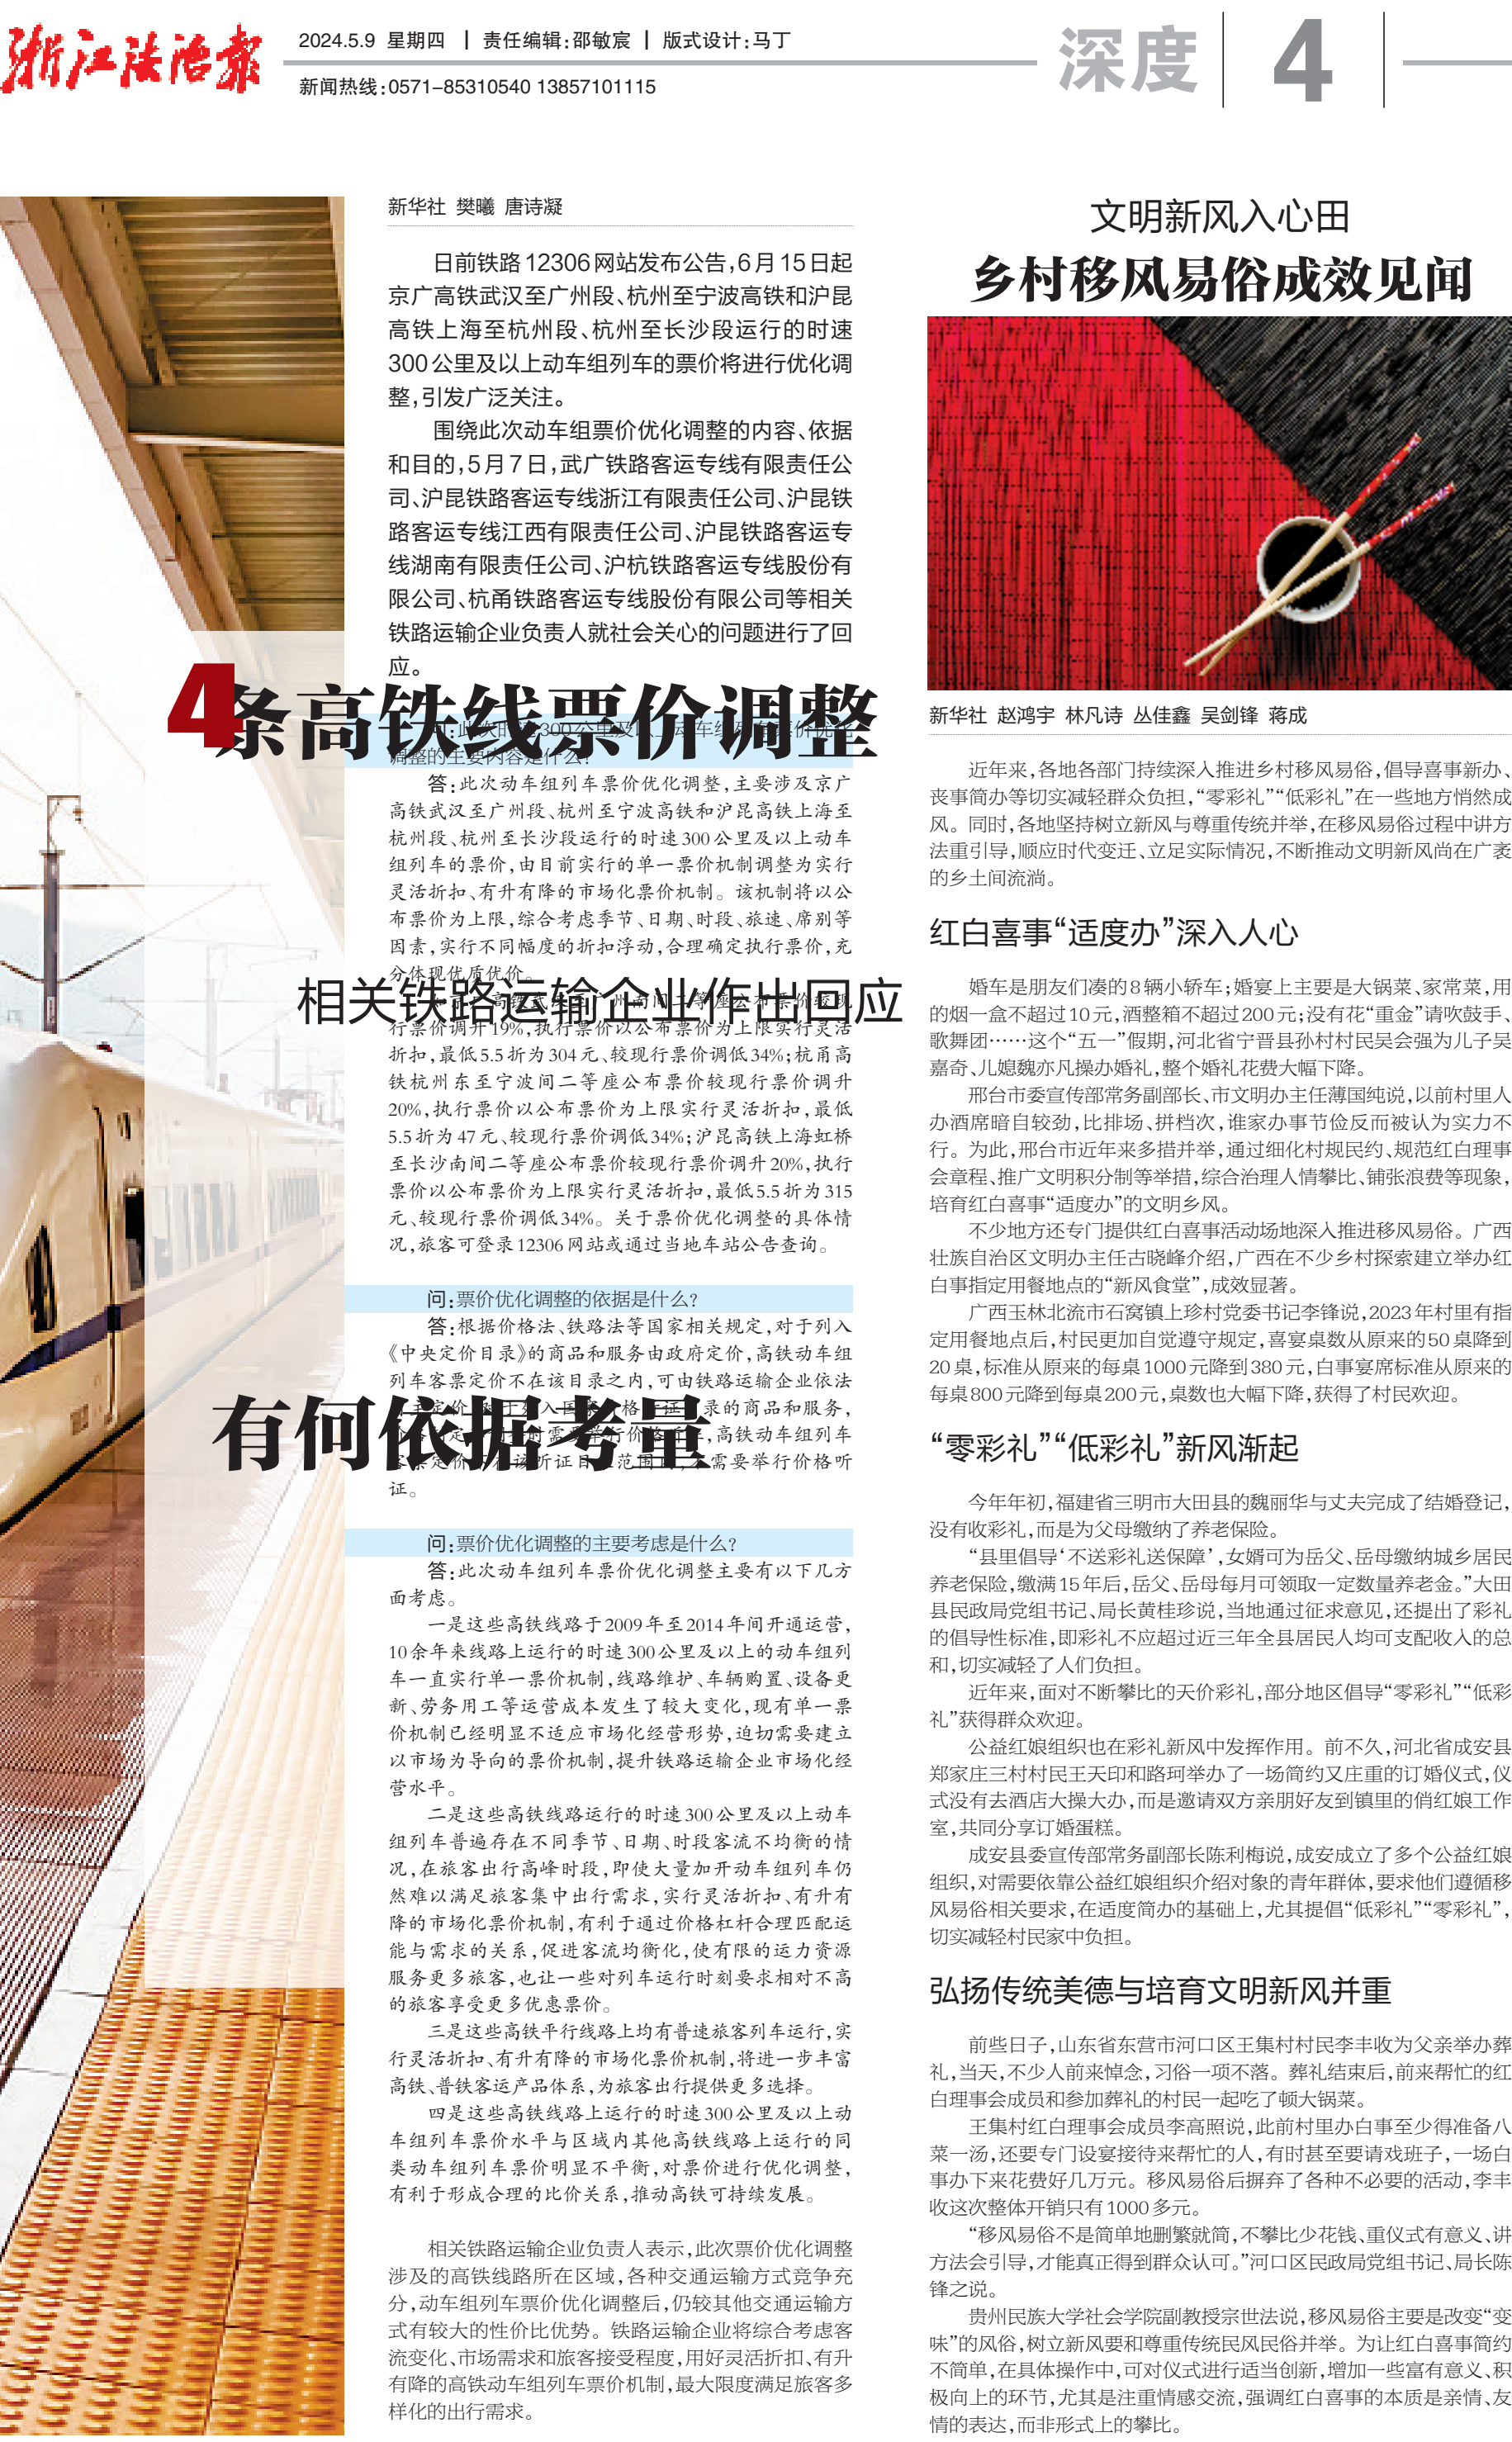 浙江法治报
2024.5.9 星期四 | 责任编辑:邵敏宸 | 版式设计:马丁
新闻热线:0571-85310540 13857101115
深度
4
4条高铁线票价调整
相关铁路运输企业作出回应
有何依据考量
新华社 樊曦 唐诗凝
日前铁路12306网站发布公告,6月15日起
京广高铁武汉至广州段、杭州至宁波高铁和沪昆
高铁上海至杭州段、杭州至长沙段运行的时速
300公里及以上动车组列车的票价将进行优化调
整,引发广泛关注。
围绕此次动车组票价优化调整的内容、依据
和目的,5月7日,武广铁路客运专线有限责任公
司、沪昆铁路客运专线浙江有限责任公司、沪昆铁
路客运专线江西有限责任公司、沪昆铁路客运专
线湖南有限责任公司、沪杭铁路客运专线股份有
限公司、杭甬铁路客运专线股份有限公司等相关
铁路运输企业负责人就社会关心的问题进行了回
应。
问:此次时速300公里及以上动车组列车票价优化
调整的主要内容是什么?
答:此次动车组列车票价优化调整,主要涉及京广
高铁武汉至广州段、杭州至宁波高铁和沪昆高铁上海至
杭州段、杭州至长沙段运行的时速300公里及以上动车
组列车的票价,由目前实行的单一票价机制调整为实行
灵活折扣、有升有降的市场化票价机制。该机制将以公
布票价为上限,综合考虑季节、日期、时段、旅速、席别等
因素,实行不同幅度的折扣浮动,合理确定执行票价,充
分体现优质优价。
高铁武汉至广州南间二等座公布票价较现
行票价调升19%,执行票价以公布票价为上限实行灵活
折扣,最低5.5折为304元、较现行票价调低34%;杭甬高
铁杭州东至宁波间二等座公布票价较现行票价调升
20%,执行票价以公布票价为上限实行灵活折扣,最低
5.5折为47元、较现行票价调低34%;沪昆高铁上海虹桥
至长沙南间二等座公布票价较现行票价调升20%,执行
票价以公布票价为上限实行灵活折扣,最低5.5折为315
元、较现行票价调低34%。关于票价优化调整的具体情
况,旅客可登录12306网站或通过当地车站公告查询。
问:票价优化调整的依据是什么?
答:根据价格法、铁路法等国家相关规定,对于列入
《中央定价目录》的商品和服务由政府定价,高铁动车组
列车客票定价不在该目录之内,可由铁路运输企业依法
自主定价。对于列入国家价格听证目录的商品和服务,
定价时需要举行价格听证,高铁动车组列车
客票定价不在该听证目录范围内,不需要举行价格听
证。
问:票价优化调整的主要考虑是什么?
答:此次动车组列车票价优化调整主要有以下几方
面考虑。
一是这些高铁线路于2009年至2014年间开通运营,
10余年来线路上运行的时速300公里及以上的动车组列
车一直实行单一票价机制,线路维护、车辆购置、设备更
新、劳务用工等运营成本发生了较大变化,现有单一票
价机制已经明显不适应市场化经营形势,迫切需要建立
以市场为导向的票价机制,提升铁路运输企业市场化经
营水平。
二是这些高铁线路运行的时速300公里及以上动车
组列车普遍存在不同季节、日期、时段客流不均衡的情
况,在旅客出行高峰时段,即使大量加开动车组列车仍
然难以满足旅客集中出行需求,实行灵活折扣、有升有
降的市场化票价机制,有利于通过价格杠杆合理匹配运
能与需求的关系,促进客流均衡化,使有限的运力资源
服务更多旅客,也让一些对列车运行时刻要求相对不高
的旅客享受更多优惠票价。
三是这些高铁平行线路上均有普速旅客列车运行,实
行灵活折扣、有升有降的市场化票价机制,将进一步丰富
高铁、普铁客运产品体系,为旅客出行提供更多选择。
四是这些高铁线路上运行的时速300公里及以上动
车组列车票价水平与区域内其他高铁线路上运行的同
类动车组列车票价明显不平衡,对票价进行优化调整,
有利于形成合理的比价关系,推动高铁可持续发展。
相关铁路运输企业负责人表示,此次票价优化调整
涉及的高铁线路所在区域,各种交通运输方式竞争充
分,动车组列车票价优化调整后,仍较其他交通运输方
式有较大的性价比优势。铁路运输企业将综合考虑客
流变化、市场需求和旅客接受程度,用好灵活折扣、有升
有降的高铁动车组列车票价机制,最大限度满足旅客多
样化的出行需求。
文明新风入心田
乡村移风易俗成效见闻
新华社 赵鸿宇 林凡诗 丛佳鑫 吴剑锋 蒋成
近年来,各地各部门持续深入推进乡村移风易俗,倡导喜事新办、
丧事简办等切实减轻群众负担,“零彩礼”“低彩礼”在一些地方悄然成
风。同时,各地坚持树立新风与尊重传统并举,在移风易俗过程中讲方
法重引导,顺应时代变迁、立足实际情况,不断推动文明新风尚在广袤
的乡土间流淌。
红白喜事“适度办”深入人心
婚车是朋友们凑的8辆小轿车;婚宴上主要是大锅菜、家常菜,用
的烟一盒不超过10元,酒整箱不超过200元;没有花“重金”请吹鼓手、
歌舞团……这个“五一”假期,河北省宁晋县孙村村民吴会强为儿子吴
嘉奇、儿媳魏亦凡操办婚礼,整个婚礼花费大幅下降。
邢台市委宣传部常务副部长、市文明办主任薄国纯说,以前村里人
办酒席暗自较劲,比排场、拼档次,谁家办事节俭反而被认为实力不
行。为此,邢台市近年来多措并举,通过细化村规民约、规范红白理事
会章程、推广文明积分制等举措,综合治理人情攀比、铺张浪费等现象,
培育红白喜事“适度办”的文明乡风。
不少地方还专门提供红白喜事活动场地深入推进移风易俗。广西
壮族自治区文明办主任古晓峰介绍,广西在不少乡村探索建立举办红
白事指定用餐地点的“新风食堂”,成效显著。
广西玉林北流市石窝镇上珍村党委书记李锋说,2023年村里有指
定用餐地点后,村民更加自觉遵守规定,喜宴桌数从原来的50桌降到
20桌,标准从原来的每桌1000元降到380元,白事宴席标准从原来的
每桌800元降到每桌200元,桌数也大幅下降,获得了村民欢迎。
“零彩礼”“低彩礼”新风渐起
今年年初,福建省三明市大田县的魏丽华与丈夫完成了结婚登记,
没有收彩礼,而是为父母缴纳了养老保险。
“县里倡导‘不送彩礼送保障’,女婿可为岳父、岳母缴纳城乡居民
养老保险,缴满15年后,岳父、岳母每月可领取一定数量养老金。”大田
县民政局党组书记、局长黄桂珍说,当地通过征求意见,还提出了彩礼
的倡导性标准,即彩礼不应超过近三年全县居民人均可支配收入的总
和,切实减轻了人们负担。
近年来,面对不断攀比的天价彩礼,部分地区倡导“零彩礼”“低彩
礼”获得群众欢迎。
公益红娘组织也在彩礼新风中发挥作用。前不久,河北省成安县
郑家庄三村村民王天印和路珂举办了一场简约又庄重的订婚仪式,仪
式没有去酒店大操大办,而是邀请双方亲朋好友到镇里的俏红娘工作
室,共同分享订婚蛋糕。
成安县委宣传部常务副部长陈利梅说,成安成立了多个公益红娘
组织,对需要依靠公益红娘组织介绍对象的青年群体,要求他们遵循移
风易俗相关要求,在适度简办的基础上,尤其提倡“低彩礼”“零彩礼”,
切实减轻村民家中负担。
弘扬传统美德与培育文明新风并重
前些日子,山东省东营市河口区王集村村民李丰收为父亲举办葬
礼,当天,不少人前来悼念,习俗一项不落。葬礼结束后,前来帮忙的红
白理事会成员和参加葬礼的村民一起吃了顿大锅菜。
王集村红白理事会成员李高照说,此前村里办白事至少得准备八
菜一汤,还要专门设宴接待来帮忙的人,有时甚至要请戏班子,一场白
事办下来花费好几万元。移风易俗后摒弃了各种不必要的活动,李丰
收这次整体开销只有1000多元。
“移风易俗不是简单地删繁就简,不攀比少花钱、重仪式有意义、讲
方法会引导,才能真正得到群众认可。”河口区民政局党组书记、局长陈
锋之说。
贵州民族大学社会学院副教授宗世法说,移风易俗主要是改变“变
味”的风俗,树立新风要和尊重传统民风民俗并举。为让红白喜事简约
不简单,在具体操作中,可对仪式进行适当创新,增加一些富有意义、积
极向上的环节,尤其是注重情感交流,强调红白喜事的本质是亲情、友
情的表达,而非形式上的攀比。